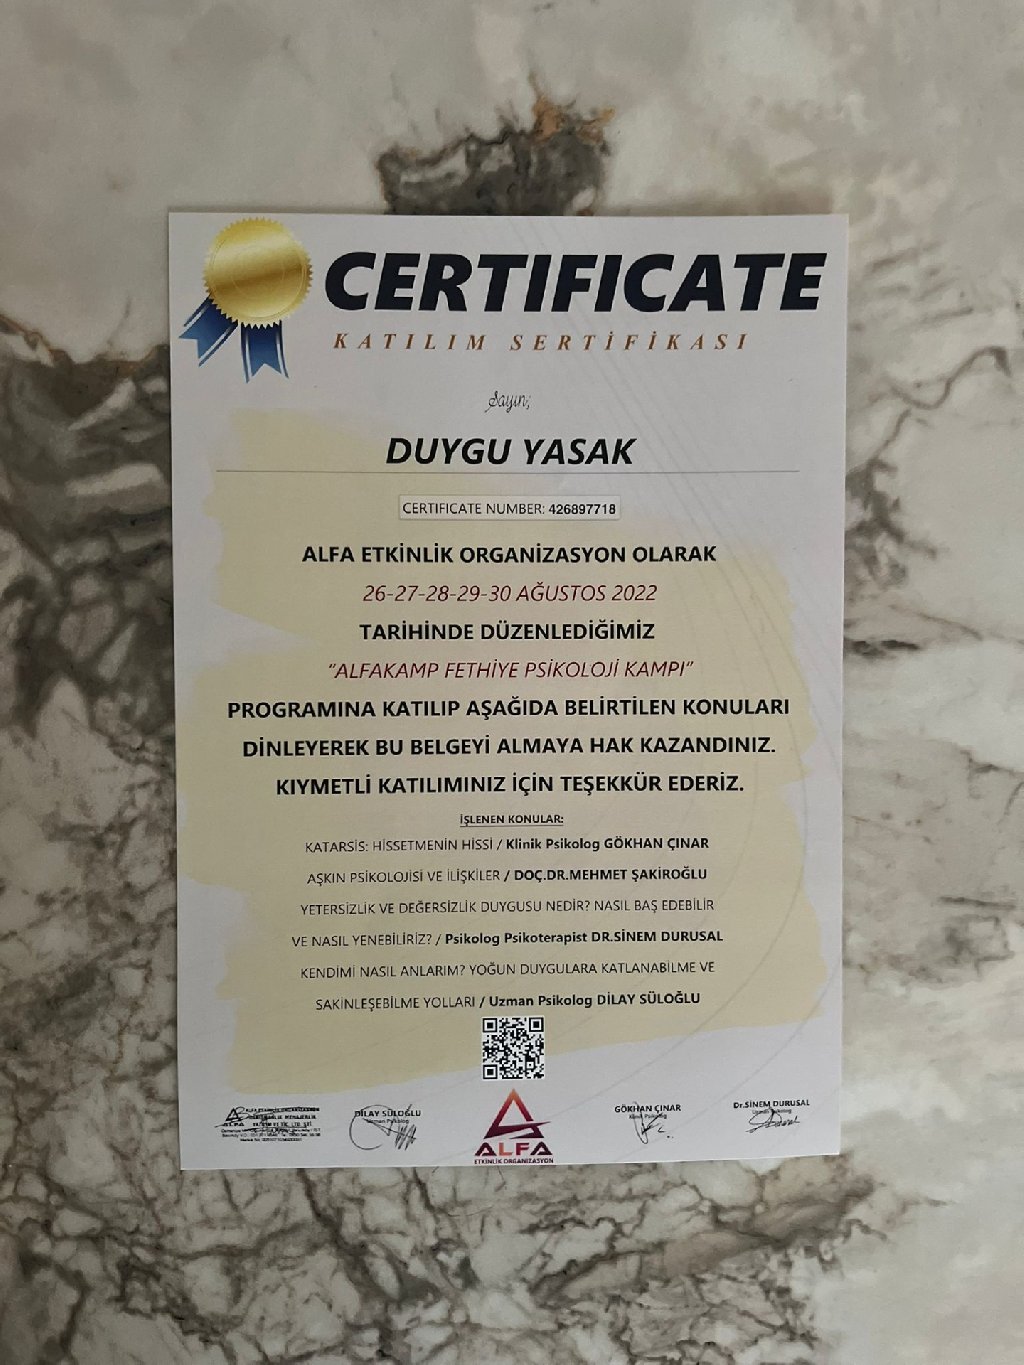 CERTIFICATE
KATILIM SERTİFİKASI
Sayın;
DUYGU YASAK
CERTIFICATE NUMBER: 426897718
ALFA ETKİNLİK ORGANİZASYON OLARAK
26-27-28-29-30 AĞUSTOS 2022
TARİHİNDE DÜZENLEDİĞİMİZ
“ALFAKAMP FETHİYE PSİKOLOJİ KAMPI”
PROGRAMINA KATILIP AŞAĞIDA BELİRTİLEN KONULARI
DİNLEYEREK BU BELGEYİ ALMAYA HAK KAZANDINIZ.
KIYMETLİ KATILIMINIZ İÇİN TEŞEKKÜR EDERİZ.
İŞLENEN KONULAR:
KATARSİS: HİSSETMENİN HİSSİ / Klinik Psikolog GÖKHAN ÇINAR
AŞKIN PSİKOLOJİSİ VE İLİŞKİLER / DOÇ.DR.MEHMET ŞAKİROĞLU
YETERSİZLİK VE DEĞERSİZLİK DUYGUSU NEDİR? NASIL BAŞ EDEBİLİR
VE NASIL YENEBİLİRİZ? / Psikolog Psikoterapist DR.SİNEM DURUSAL
KENDİMİ NASIL ANLARIM? YOĞUN DUYGULARA KATLANABİLME VE
SAKİNLEŞEBİLME YOLLARI / Uzman Psikolog DİLAY SÜLOĞLU
ALFA
DİLAY SÜLOĞLU
Uzman Psikolog
ALFA
ETKİNLİK ORGANİZASYON
GÖKHAN ÇINAR
Klinik Psikolog
Dr.SİNEM DURUSAL
Uzman Psikolog